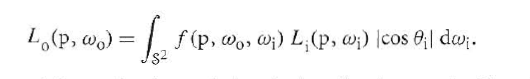 L_o(p, ω_o) = ∫_{S²} f(p, ω_o, ω_i) L_i(p, ω_i) |cos θ_i| dω_i.